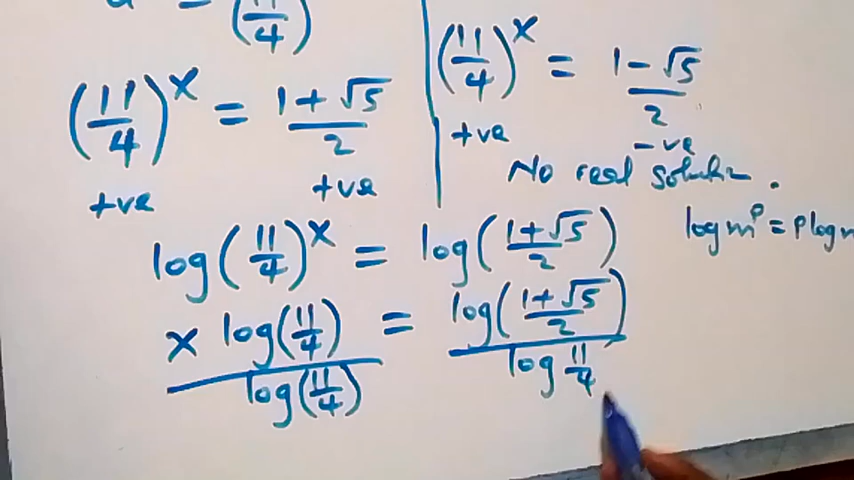 (11/4)
(11/4)^x = (1 + √5)/2
+ve +ve
(11/4)^x = (1 - √5)/2
+ve -ve
No real solution.
log m^p = p log m
log(11/4)^x = log((1 + √5)/2)
x log(11/4) / log(11/4) = log((1 + √5)/2) / log 11/4